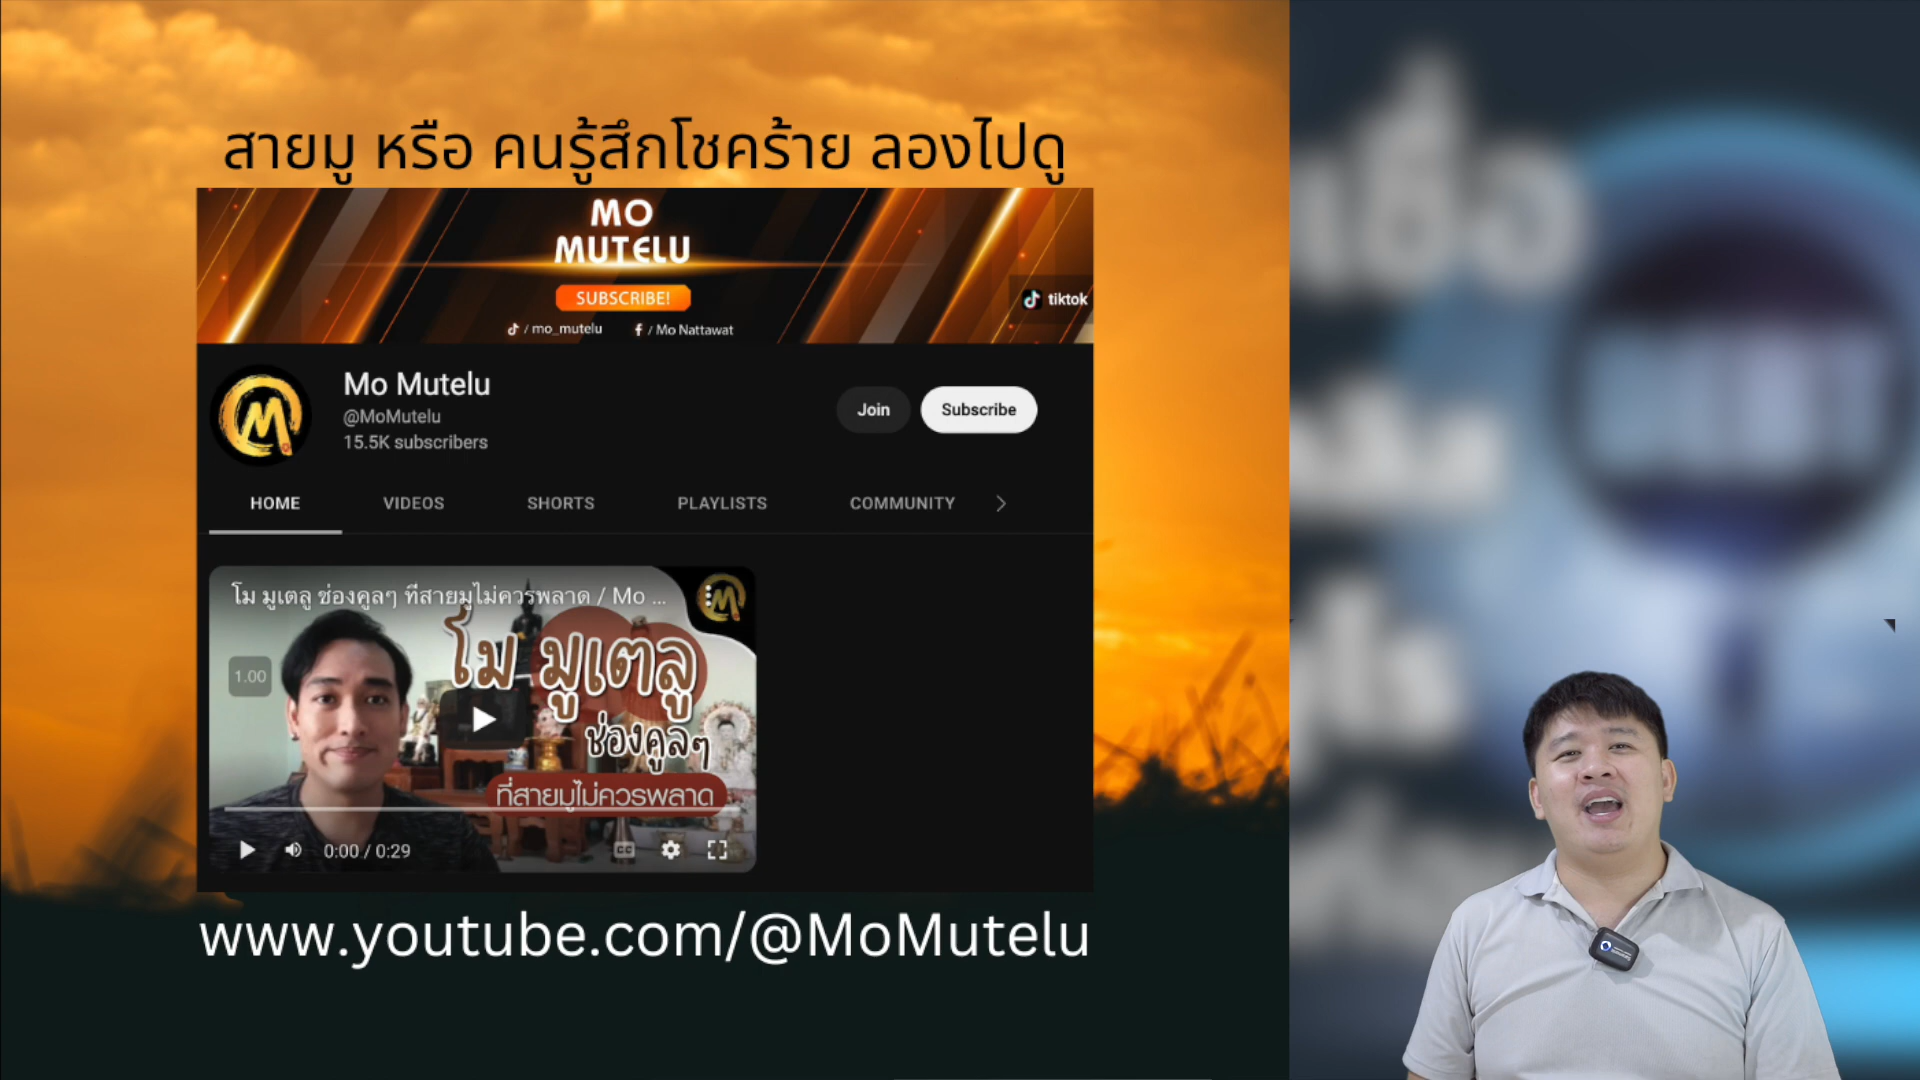 สายมู หรือ คนรู้สึกโชคร้าย ลองไปดู
MO
MUTELU
SUBSCRIBE!
/ mo_mutelu
/ Mo Nattawat
tiktok
Mo Mutelu
@MoMutelu
15.5K subscribers
Join
Subscribe
HOME
VIDEOS
SHORTS
PLAYLISTS
COMMUNITY
โม มูเตลู ช่องคูลๆ ที่สายมูไม่ควรพลาด / Mo ...
1.00
โม มูเตลู
ช่องคูลๆ
ที่สายมูไม่ควรพลาด
0:00 / 0:29
CC
www.youtube.com/@MoMutelu